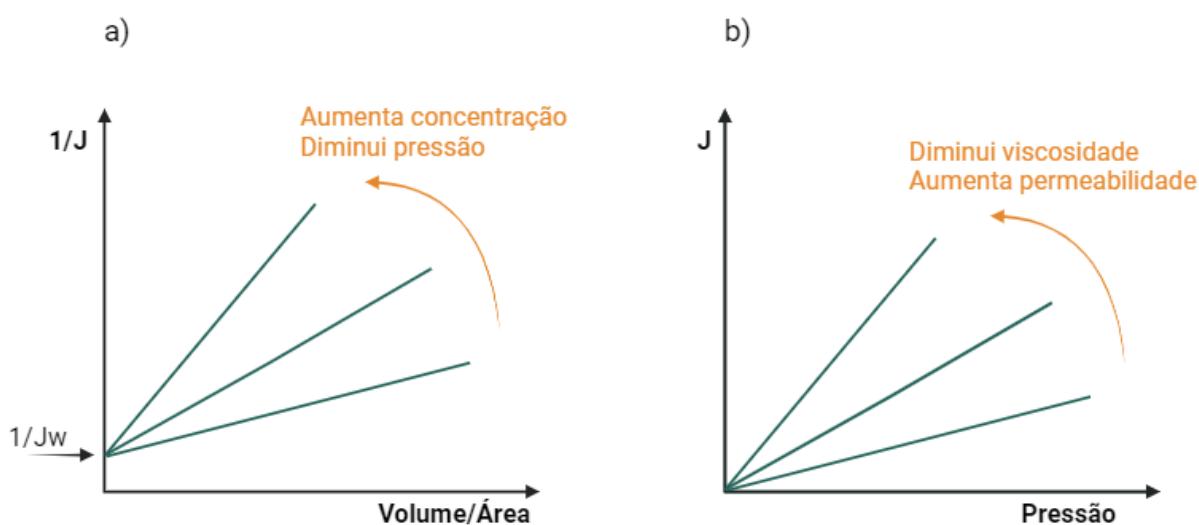 a)
1/J
Aumenta concentração
Diminui pressão
1/Jw
Volume/Área
b)
J
Diminui viscosidade
Aumenta permeabilidade
Pressão